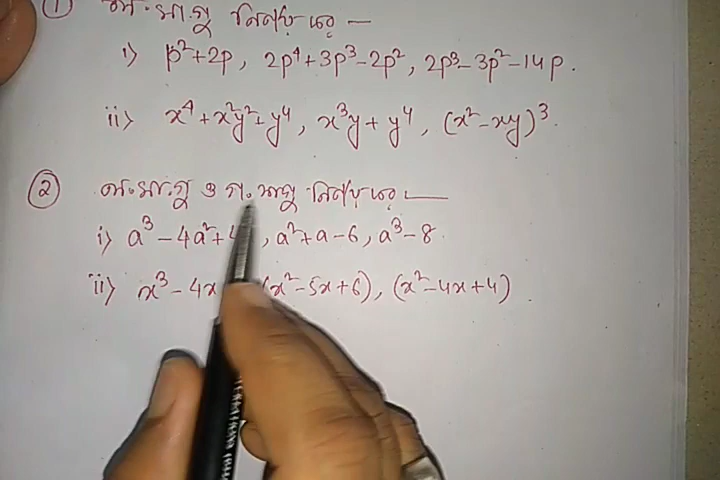 ① ল.সা.গু নির্ণয় কর —
i) p²+2p, 2p⁴+3p³-2p², 2p³-3p²-14p.
ii) x⁴+x²y²+y⁴, x³y+y⁴, (x²-xy)³.
② ল.সা.গু ও গ.সাগু নির্ণয় কর —
i) a³-4a²+4 , a²+a-6, a³-8.
ii) x³-4x (x²-5x+6), (x²-4x+4)